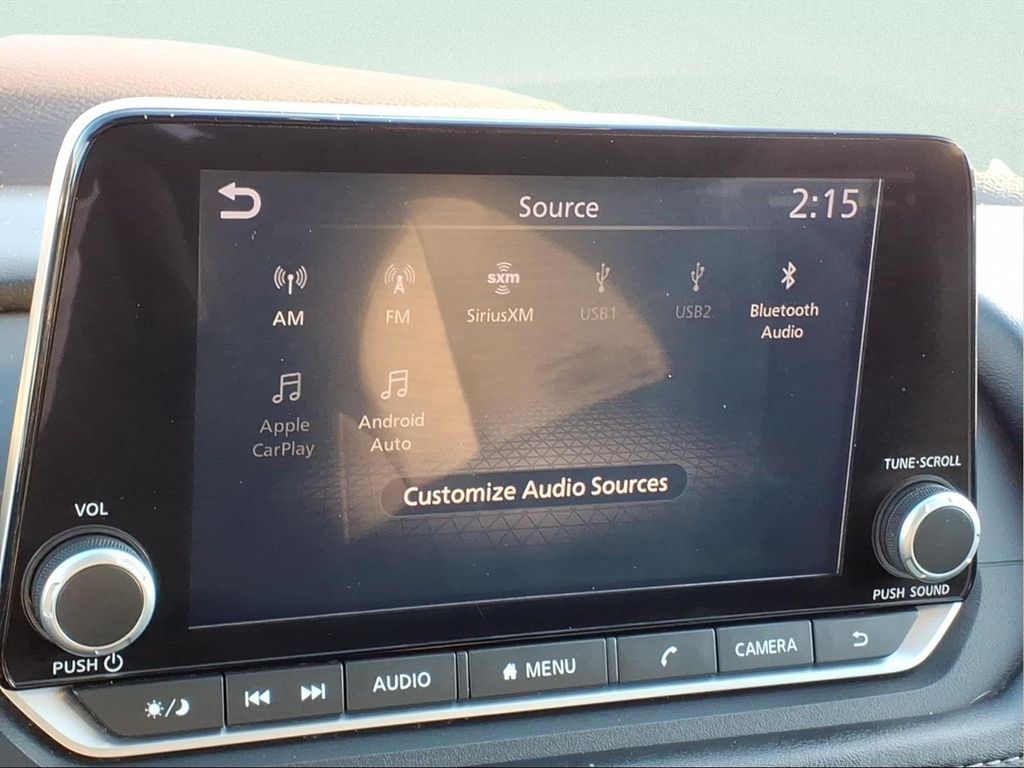 Source
2:15
AM
FM
sxm
SiriusXM
USB1
USB2
Bluetooth
Audio
Apple
CarPlay
Android
Auto
Customize Audio Sources
VOL
PUSH
TUNE·SCROLL
PUSH SOUND
AUDIO
MENU
CAMERA